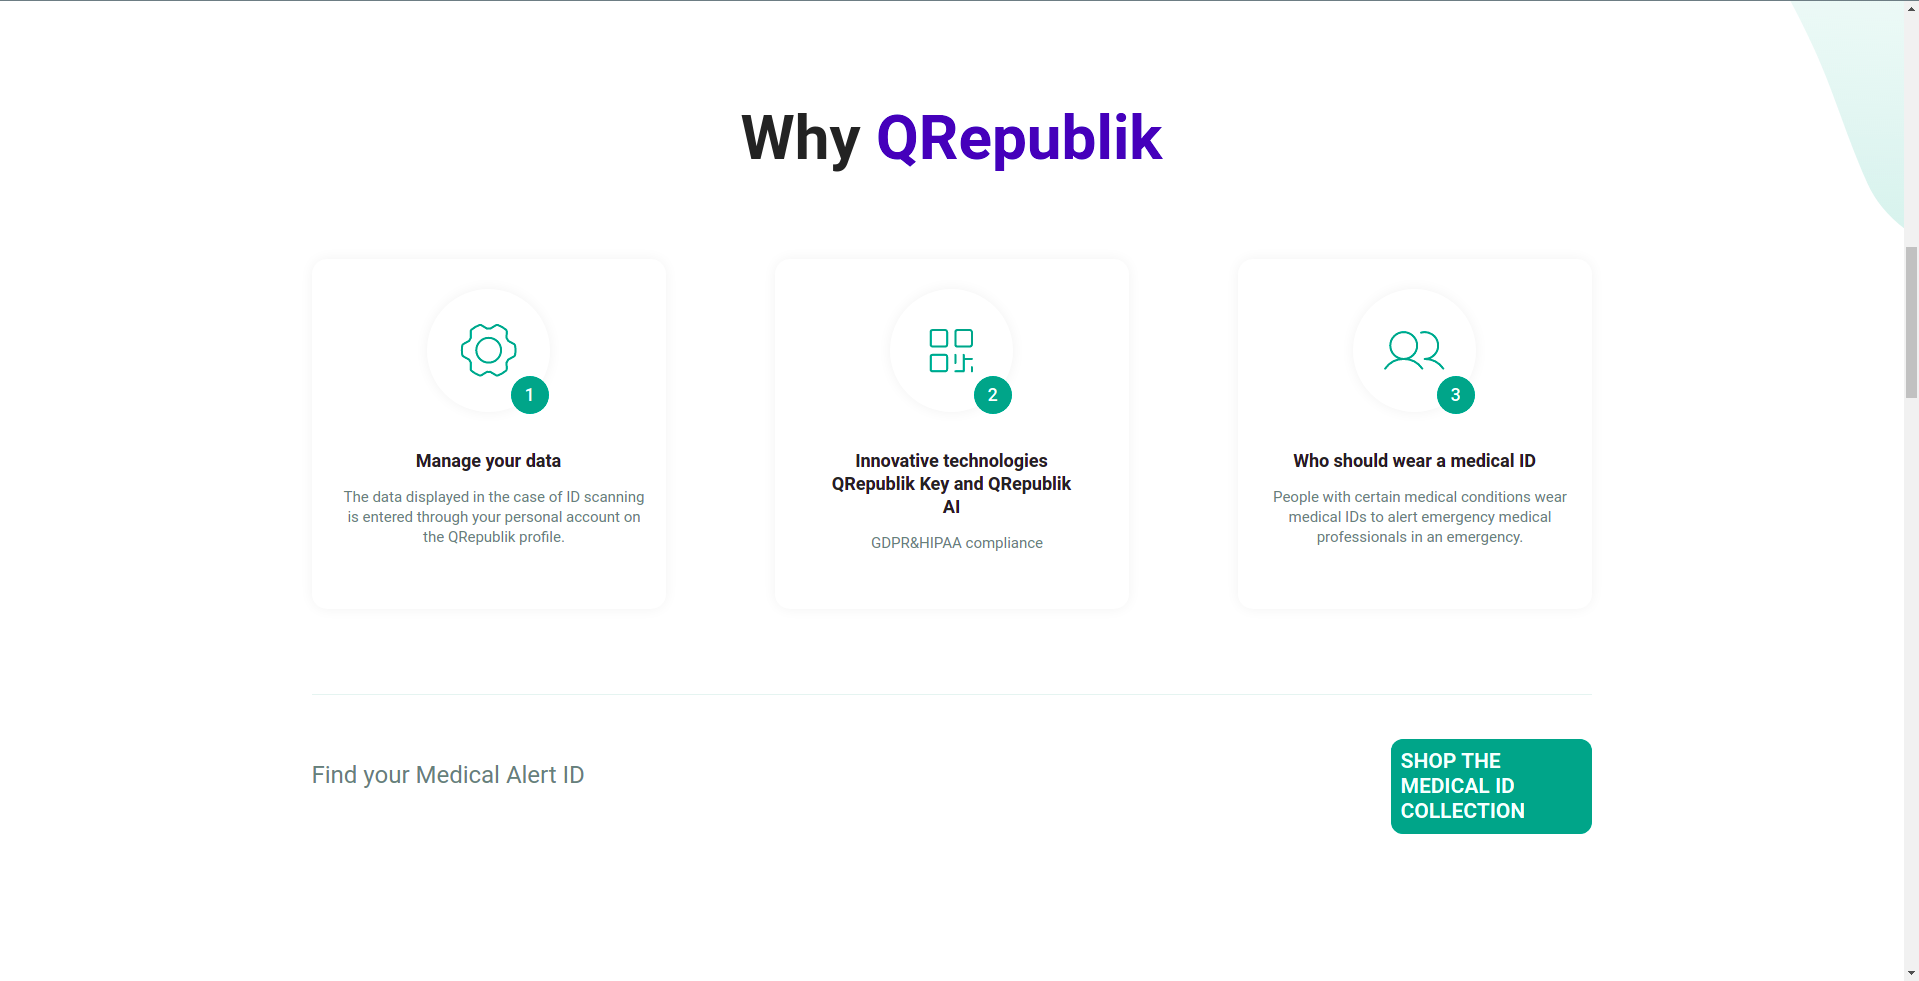 Why QRepublik
1
Manage your data
The data displayed in the case of ID scanning
is entered through your personal account on
the QRepublik profile.
2
Innovative technologies
QRepublik Key and QRepublik
AI
GDPR&HIPAA compliance
3
Who should wear a medical ID
People with certain medical conditions wear
medical IDs to alert emergency medical
professionals in an emergency.
Find your Medical Alert ID
SHOP THE
MEDICAL ID
COLLECTION